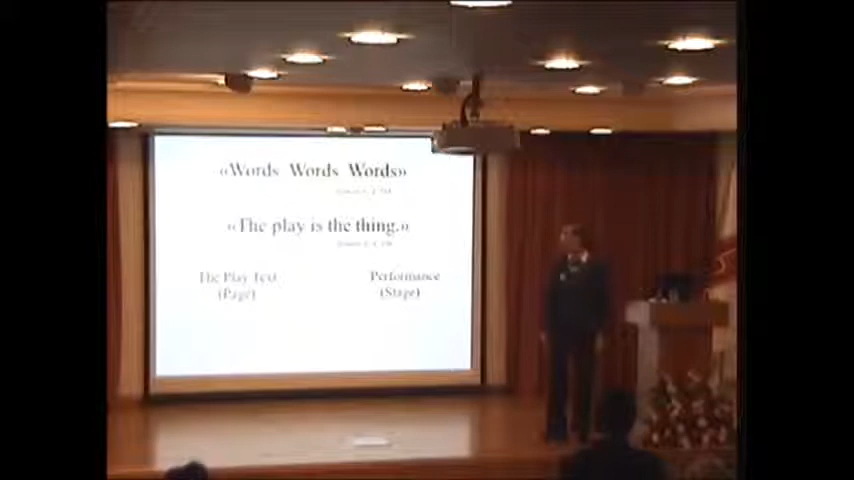 «Words Words Words»
«The play is the thing.»
The Play Text Performance
(Page) (Stage)